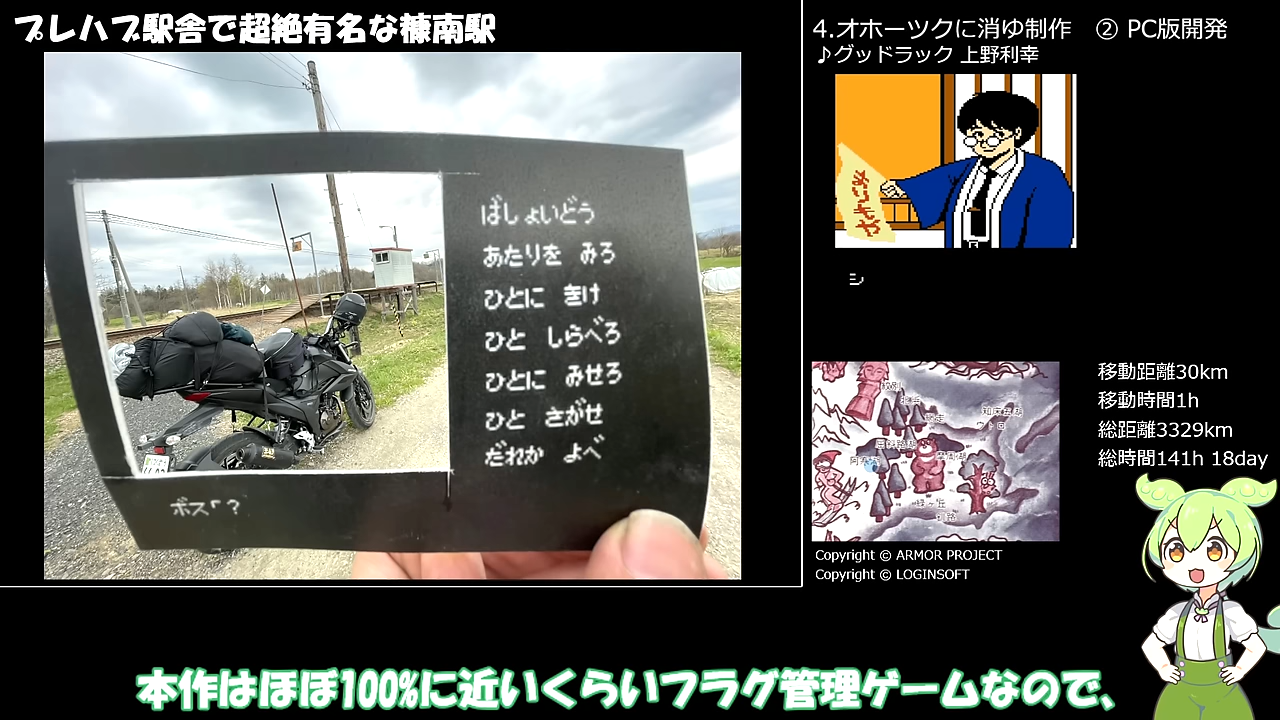 プレハブ駅舎で超絶有名な糠南駅
ばしょいどう
あたりを みろ
ひとに きけ
ひと しらべろ
ひとに みせろ
ひと さがせ
だれか よべ
ボス「?
4.オホーツクに消ゆ制作 ② PC版開発
♪グッドラック 上野利幸
シ
移動距離30km
移動時間1h
総距離3329km
総時間141h 18day
Copyright © ARMOR PROJECT
Copyright © LOGINSOFT
本作はほぼ100%に近いくらいフラグ管理ゲームなので、